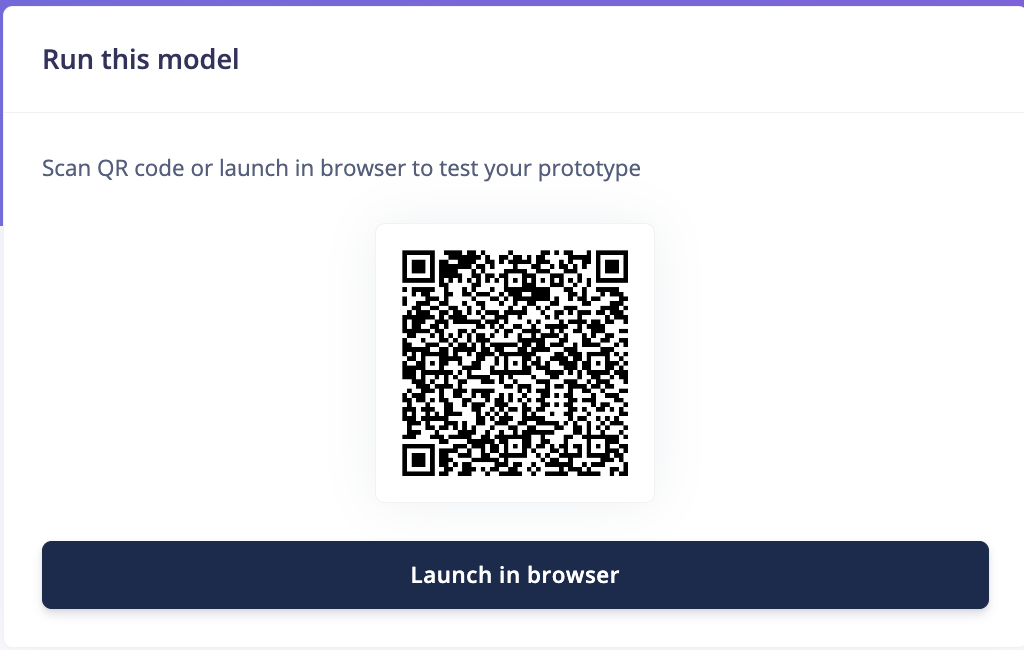 Run this model
Scan QR code or launch in browser to test your prototype
Launch in browser